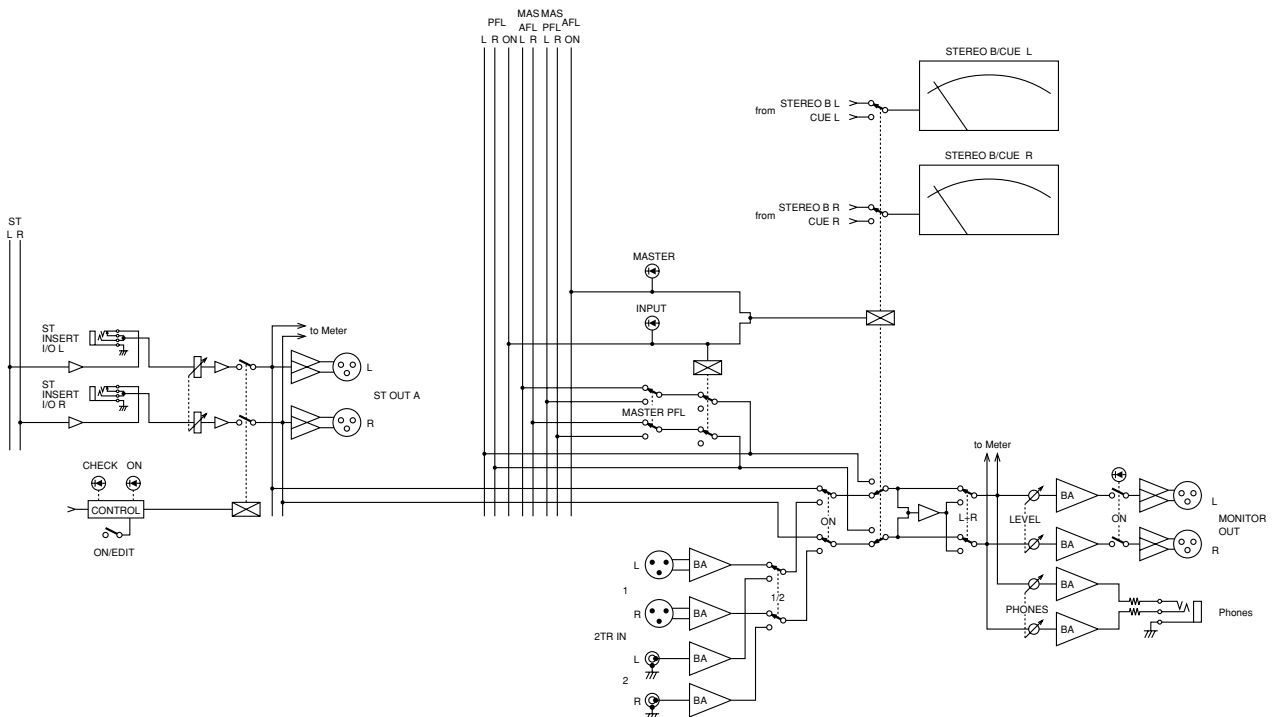 MAS MAS
PFL AFL PFL AFL
L R ON L R L R ON
STEREO B/CUE L
from STEREO B L
CUE L
STEREO B/CUE R
from STEREO B R
CUE R
ST
L R
MASTER
INPUT
to Meter
ST
INSERT
I/O L
L
ST OUT A
ST
INSERT
I/O R
R
MASTER PFL
CHECK ON
CONTROL
ON/EDIT
to Meter
ON
L+R
LEVEL
BA
ON
L
MONITOR
OUT
BA
R
L
BA
1
1/2
R
BA
PHONES
BA
BA
Phones
2TR IN
L
BA
2
R
BA